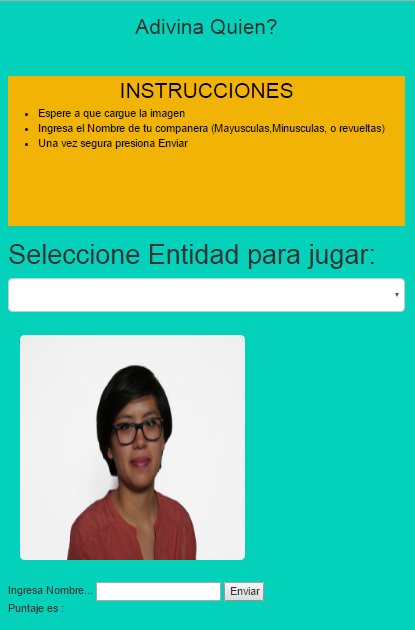 Adivina Quien?
INSTRUCCIONES
Espere a que cargue la imagen
Ingresa el Nombre de tu companera (Mayusculas,Minusculas, o revueltas)
Una vez segura presiona Enviar
Seleccione Entidad para jugar:
Ingresa Nombre... Enviar
Puntaje es :